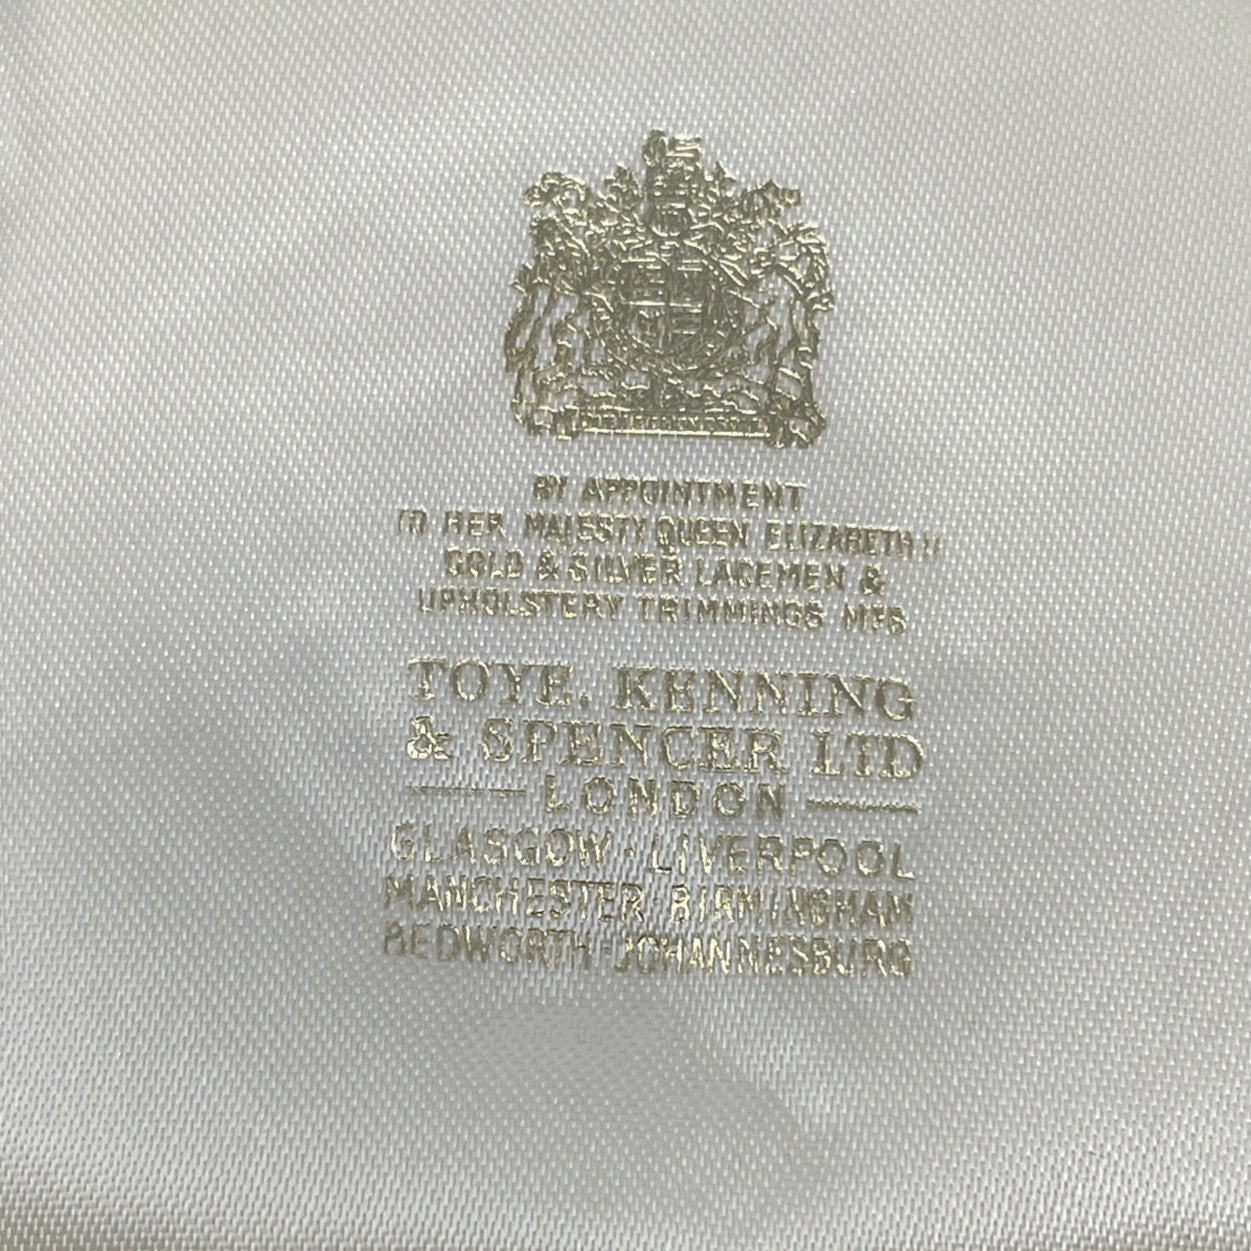 BY APPOINTMENT
TO HER MAJESTY QUEEN ELIZABETH II
GOLD & SILVER LACEMEN &
UPHOLSTERY TRIMMINGS MFS
TOYE, KENNING
& SPENCER LTD
LONDON
GLASGOW · LIVERPOOL
MANCHESTER · BIRMINGHAM
BEDWORTH · JOHANNESBURG